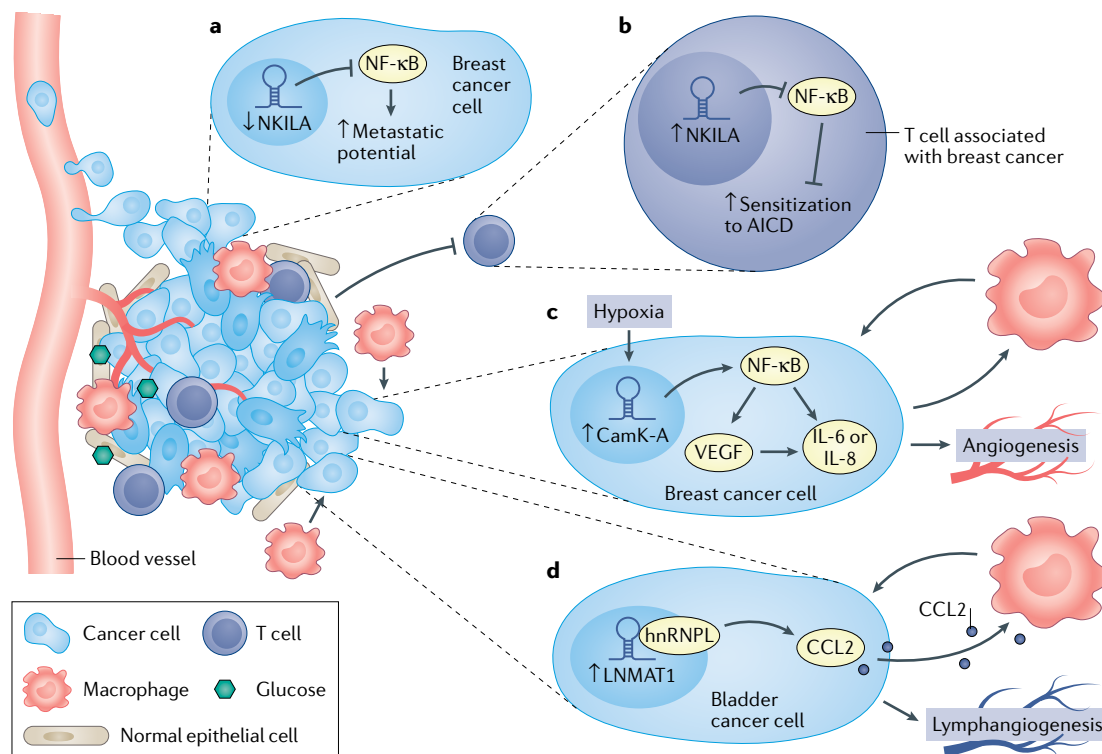 a
NF-κB
Breast
cancer
cell
↓NKILA
↑Metastatic
potential
b
NF-κB
↑NKILA
T cell associated
with breast cancer
↑Sensitization
to AICD
c
Hypoxia
NF-κB
↑CamK-A
VEGF
IL-6 or
IL-8
Breast cancer cell
Angiogenesis
Blood vessel
d
hnRNPL
CCL2
↑LNMAT1
Bladder
cancer cell
CCL2
Lymphangiogenesis
Cancer cell
T cell
Macrophage
Glucose
Normal epithelial cell